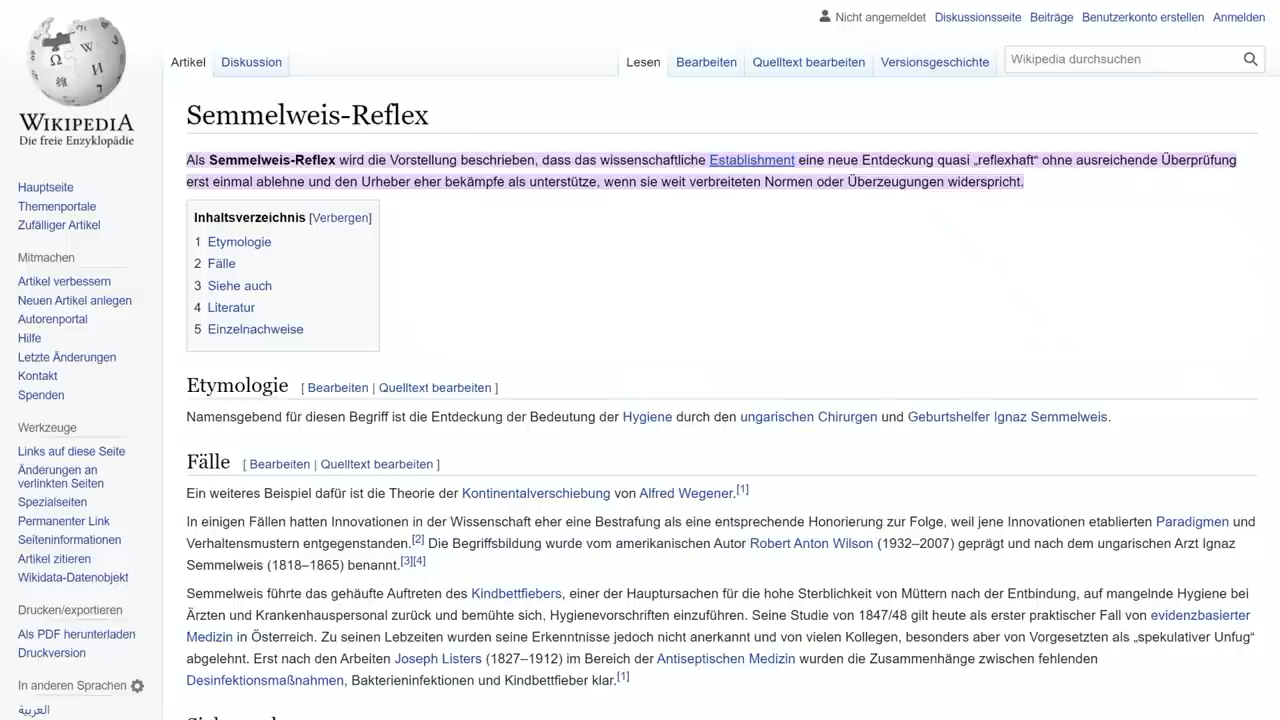 Nicht angemeldet Diskussionsseite Beiträge Benutzerkonto erstellen Anmelden
Artikel Diskussion Lesen Bearbeiten Quelltext bearbeiten Versionsgeschichte Wikipedia durchsuchen
WIKIPEDIA
Die freie Enzyklopädie
Hauptseite
Themenportale
Zufälliger Artikel
Mitmachen
Artikel verbessern
Neuen Artikel anlegen
Autorenportal
Hilfe
Letzte Änderungen
Kontakt
Spenden
Werkzeuge
Links auf diese Seite
Änderungen an
verlinkten Seiten
Spezialseiten
Permanenter Link
Seiteninformationen
Artikel zitieren
Wikidata-Datenobjekt
Drucken/exportieren
Als PDF herunterladen
Druckversion
In anderen Sprachen
العربية
Semmelweis-Reflex
Als Semmelweis-Reflex wird die Vorstellung beschrieben, dass das wissenschaftliche Establishment eine neue Entdeckung quasi „reflexhaft“ ohne ausreichende Überprüfung
erst einmal ablehne und den Urheber eher bekämpfe als unterstütze, wenn sie weit verbreiteten Normen oder Überzeugungen widerspricht.
Inhaltsverzeichnis [Verbergen]
1 Etymologie
2 Fälle
3 Siehe auch
4 Literatur
5 Einzelnachweise
Etymologie [ Bearbeiten | Quelltext bearbeiten ]
Namensgebend für diesen Begriff ist die Entdeckung der Bedeutung der Hygiene durch den ungarischen Chirurgen und Geburtshelfer Ignaz Semmelweis.
Fälle [ Bearbeiten | Quelltext bearbeiten ]
Ein weiteres Beispiel dafür ist die Theorie der Kontinentalverschiebung von Alfred Wegener.[1]
In einigen Fällen hatten Innovationen in der Wissenschaft eher eine Bestrafung als eine entsprechende Honorierung zur Folge, weil jene Innovationen etablierten Paradigmen und
Verhaltensmustern entgegenstanden.[2] Die Begriffsbildung wurde vom amerikanischen Autor Robert Anton Wilson (1932–2007) geprägt und nach dem ungarischen Arzt Ignaz
Semmelweis (1818–1865) benannt.[3][4]
Semmelweis führte das gehäufte Auftreten des Kindbettfiebers, einer der Hauptursachen für die hohe Sterblichkeit von Müttern nach der Entbindung, auf mangelnde Hygiene bei
Ärzten und Krankenhauspersonal zurück und bemühte sich, Hygienevorschriften einzuführen. Seine Studie von 1847/48 gilt heute als erster praktischer Fall von evidenzbasierter
Medizin in Österreich. Zu seinen Lebzeiten wurden seine Erkenntnisse jedoch nicht anerkannt und von vielen Kollegen, besonders aber von Vorgesetzten als „spekulativer Unfug“
abgelehnt. Erst nach den Arbeiten Joseph Listers (1827–1912) im Bereich der Antiseptischen Medizin wurden die Zusammenhänge zwischen fehlenden
Desinfektionsmaßnahmen, Bakterieninfektionen und Kindbettfieber klar.[1]